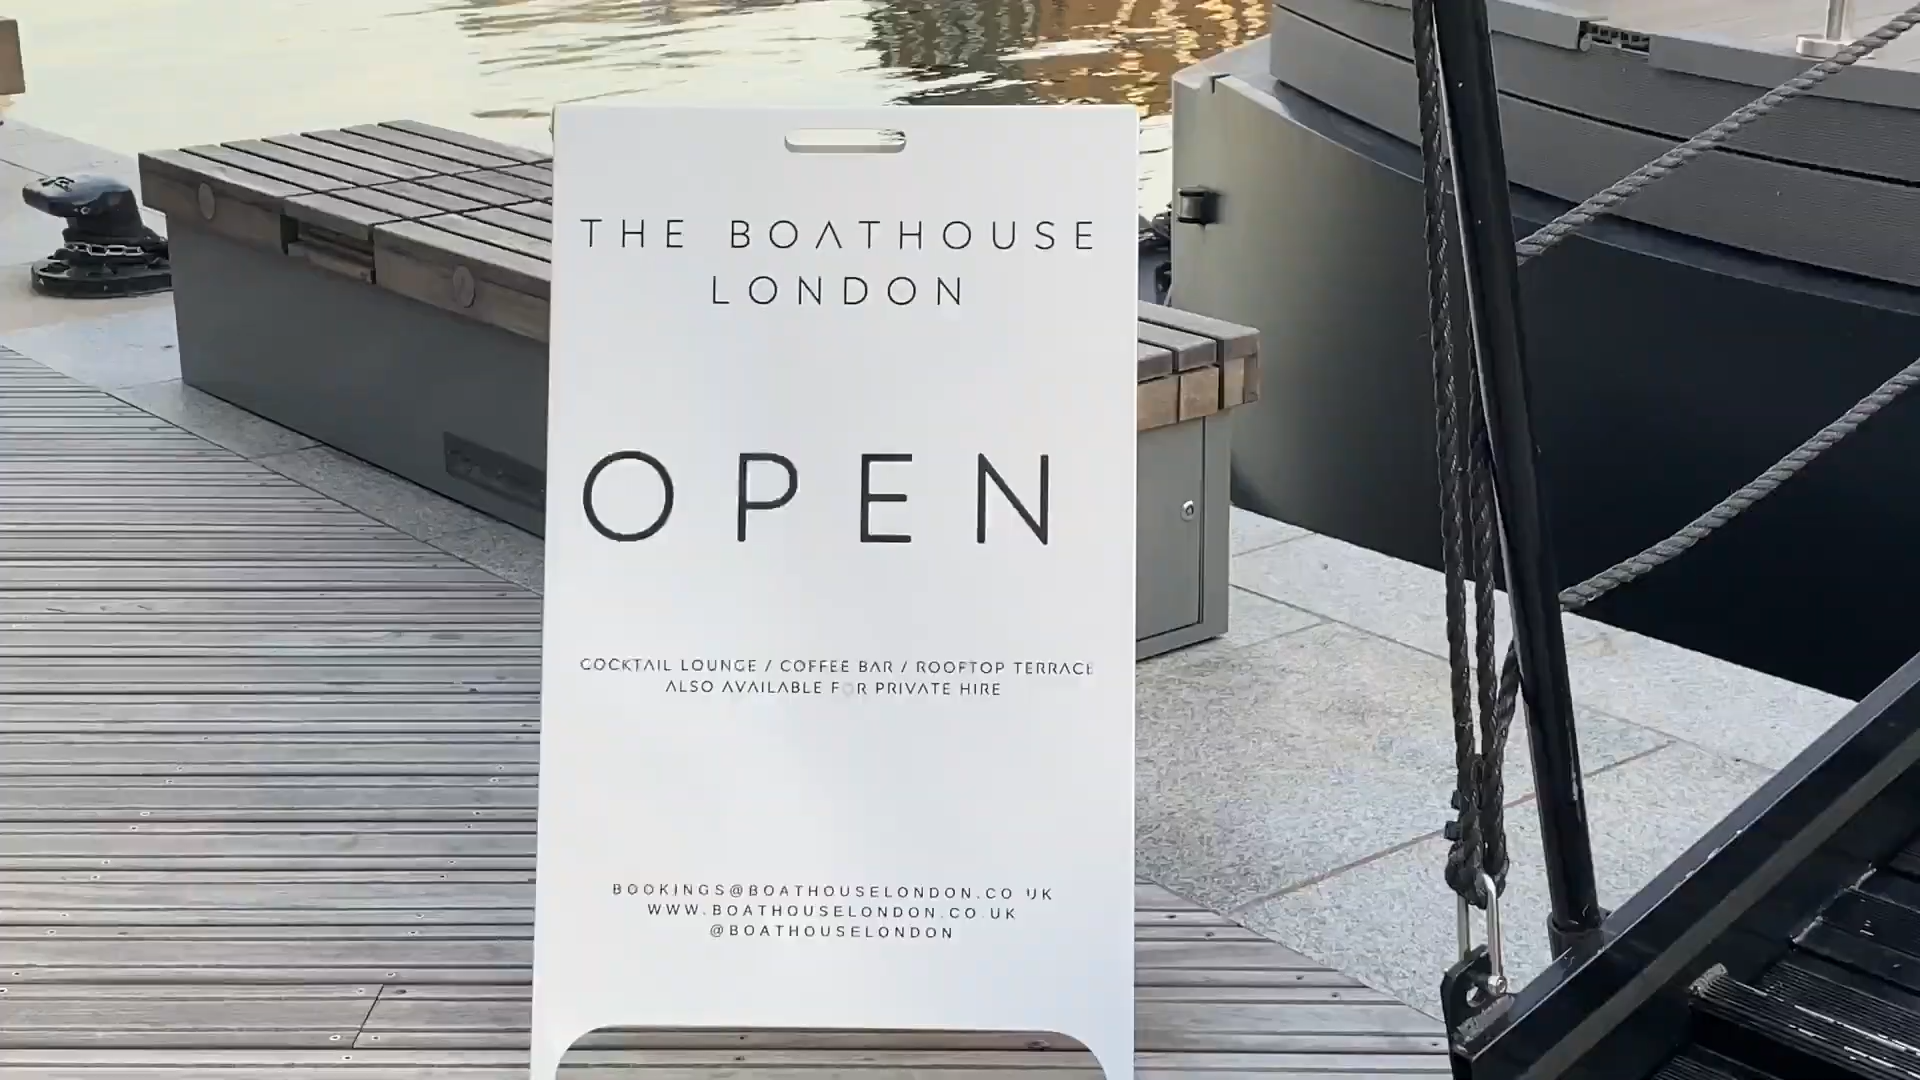 THE BOATHOUSE
LONDON
OPEN
COCKTAIL LOUNGE / COFFEE BAR / ROOFTOP TERRACE
ALSO AVAILABLE FOR PRIVATE HIRE
BOOKINGS@BOATHOUSELONDON.CO UK
WWW.BOATHOUSELONDON.CO.UK
@BOATHOUSELONDON